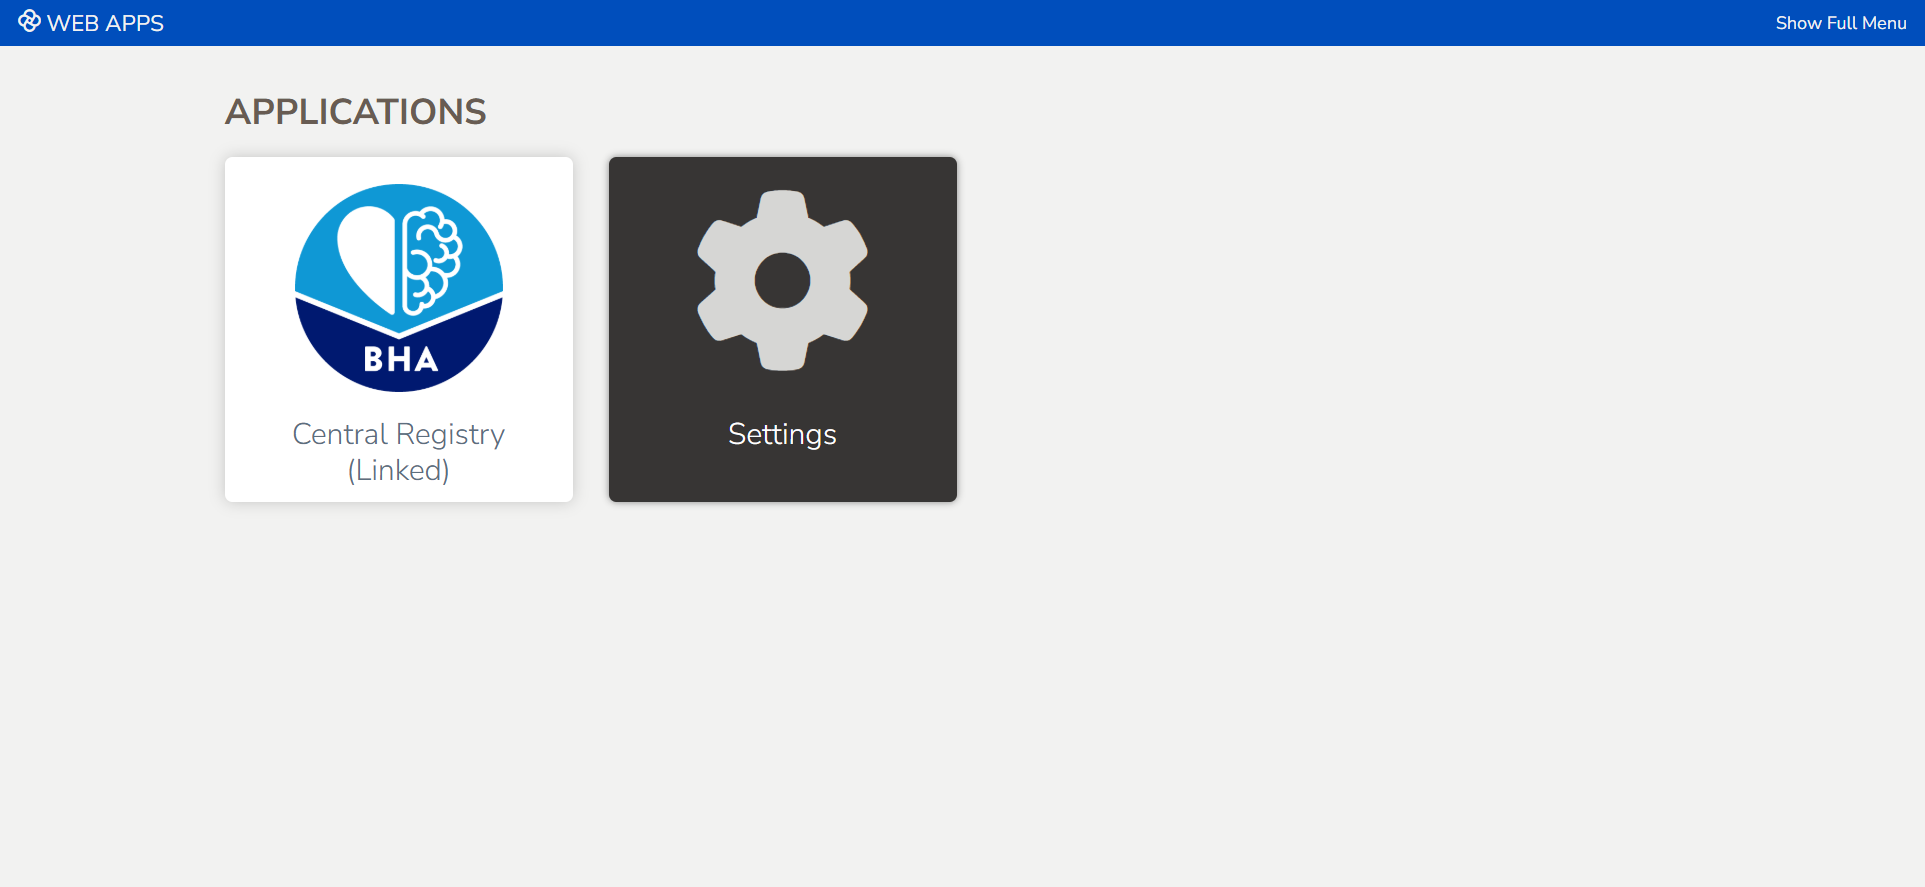 WEB APPS
Show Full Menu
APPLICATIONS
BHA
Central Registry
(Linked)
Settings